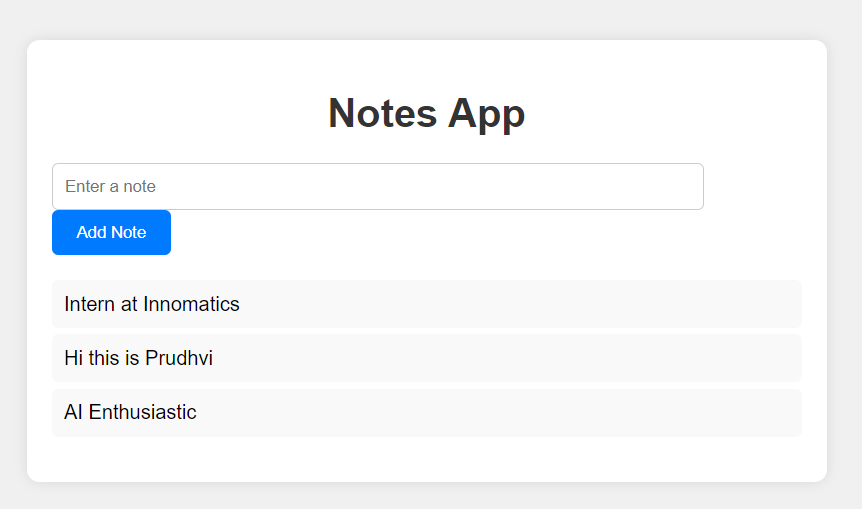 Notes App
Enter a note
Add Note
Intern at Innomatics
Hi this is Prudhvi
AI Enthusiastic